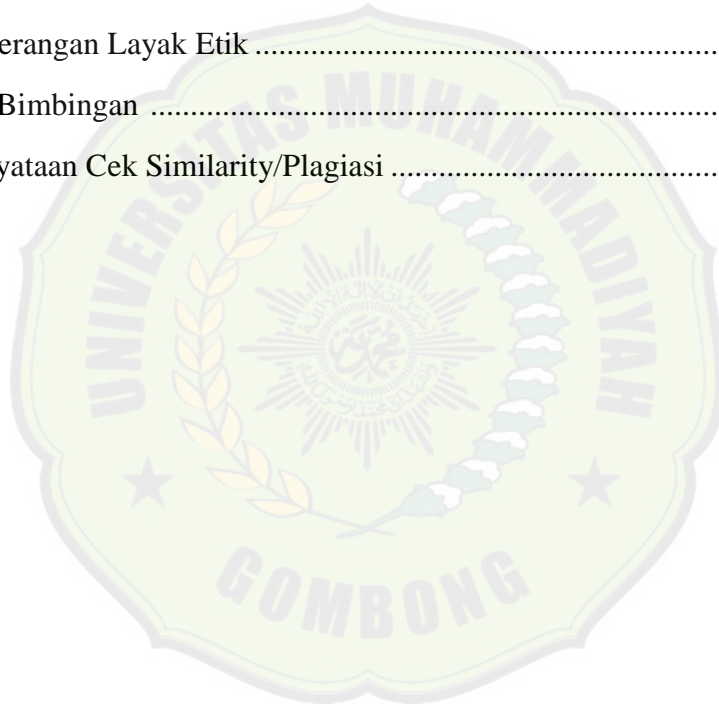 erangan Layak Etik ........................................................
Bimbingan ......................................................................
yataan Cek Similarity/Plagiasi .........................................
UNIVERSITAS MUHAMMADIYAH
GOMBONG